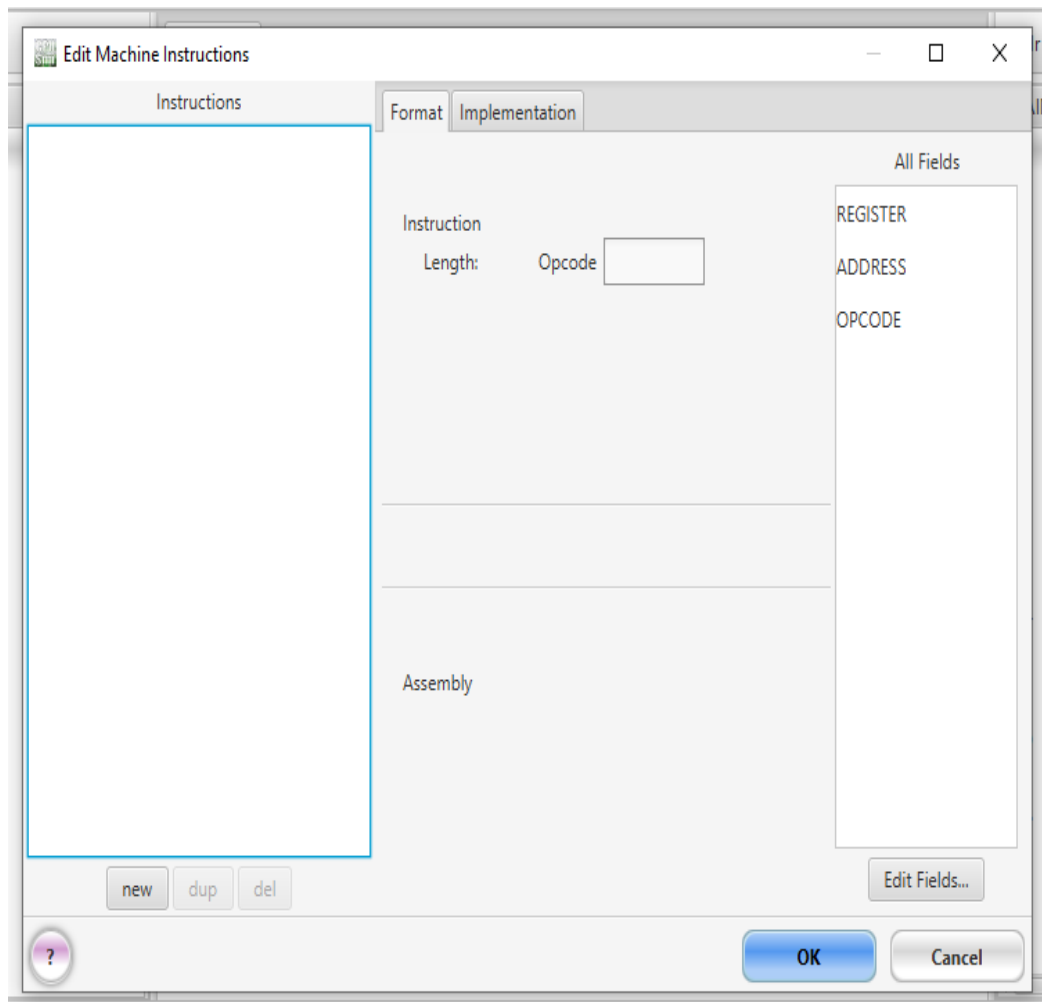 Edit Machine Instructions
Instructions
Format
Implementation
All Fields
Instruction
Length:
Opcode
REGISTER
ADDRESS
OPCODE
Assembly
new
dup
del
Edit Fields...
?
OK
Cancel